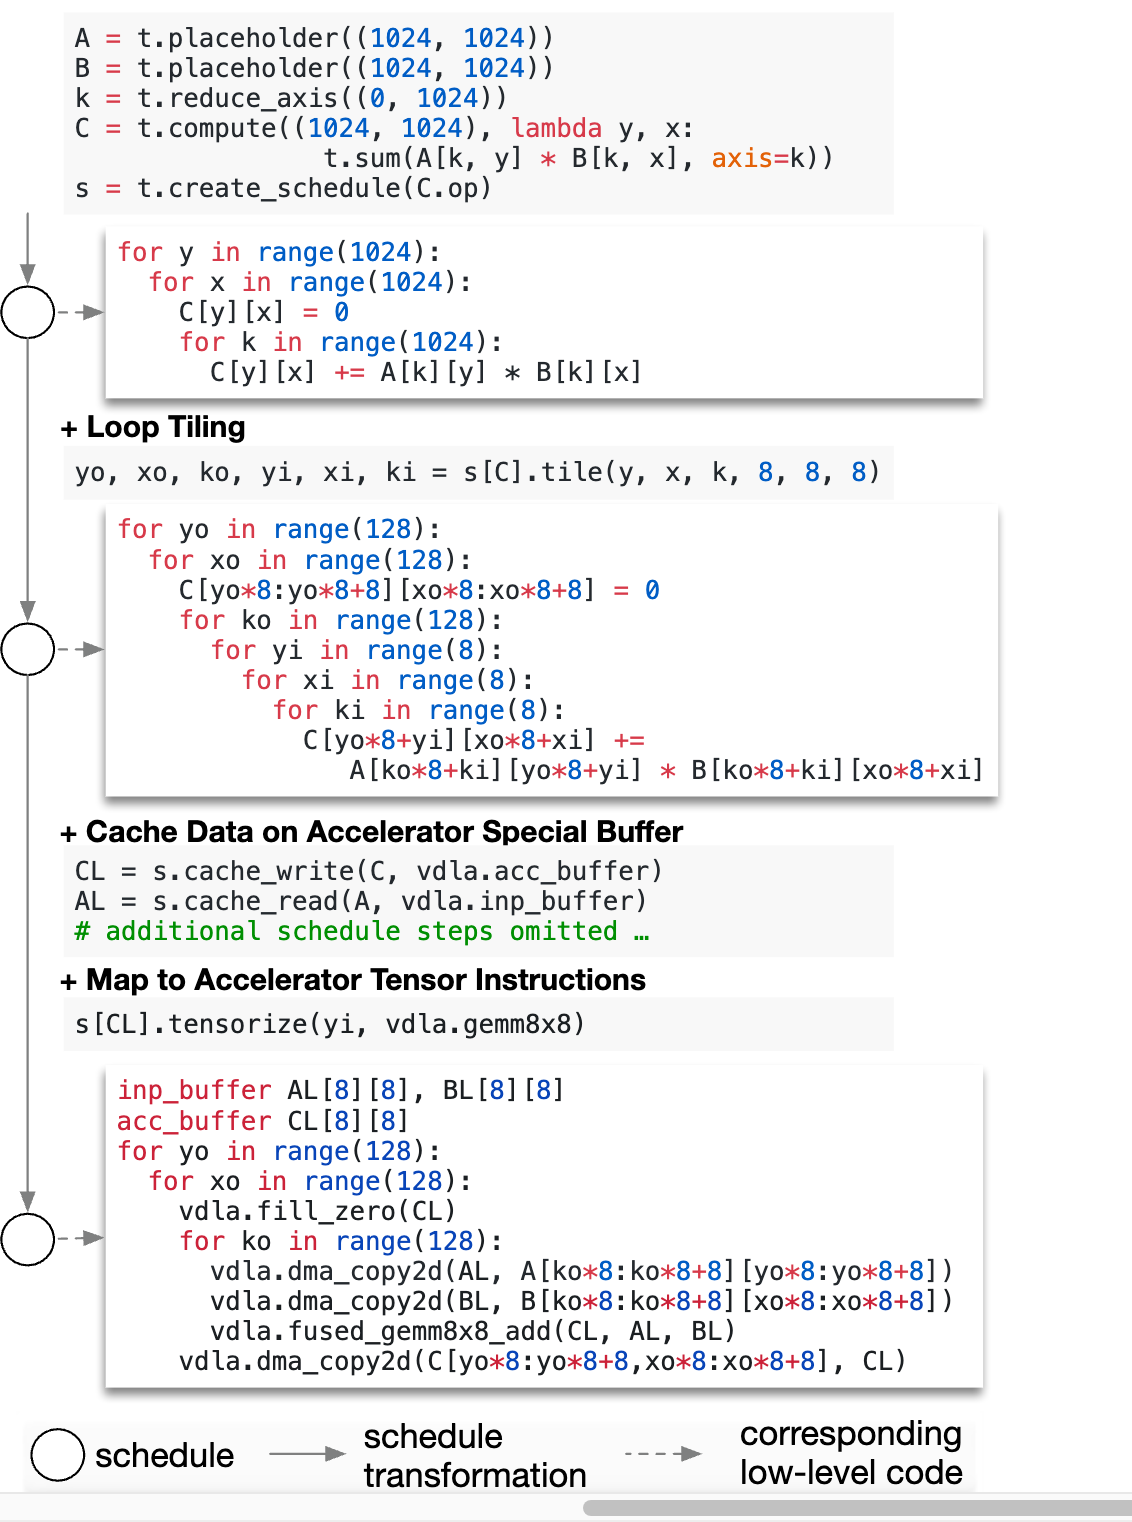 A = t.placeholder((1024, 1024))
B = t.placeholder((1024, 1024))
k = t.reduce_axis((0, 1024))
C = t.compute((1024, 1024), lambda y, x:
t.sum(A[k, y] * B[k, x], axis=k))
s = t.create_schedule(C.op)
for y in range(1024):
for x in range(1024):
C[y][x] = 0
for k in range(1024):
C[y][x] += A[k][y] * B[k][x]
+ Loop Tiling
yo, xo, ko, yi, xi, ki = s[C].tile(y, x, k, 8, 8, 8)
for yo in range(128):
for xo in range(128):
C[yo*8:yo*8+8][xo*8:xo*8+8] = 0
for ko in range(128):
for yi in range(8):
for xi in range(8):
for ki in range(8):
C[yo*8+yi][xo*8+xi] +=
A[ko*8+ki][yo*8+yi] * B[ko*8+ki][xo*8+xi]
+ Cache Data on Accelerator Special Buffer
CL = s.cache_write(C, vdla.acc_buffer)
AL = s.cache_read(A, vdla.inp_buffer)
# additional schedule steps omitted …
+ Map to Accelerator Tensor Instructions
s[CL].tensorize(yi, vdla.gemm8x8)
inp_buffer AL[8][8], BL[8][8]
acc_buffer CL[8][8]
for yo in range(128):
for xo in range(128):
vdla.fill_zero(CL)
for ko in range(128):
vdla.dma_copy2d(AL, A[ko*8:ko*8+8][yo*8:yo*8+8])
vdla.dma_copy2d(BL, B[ko*8:ko*8+8][xo*8:xo*8+8])
vdla.fused_gemm8x8_add(CL, AL, BL)
vdla.dma_copy2d(C[yo*8:yo*8+8,xo*8:xo*8+8], CL)
schedule
schedule
transformation
corresponding
low-level code